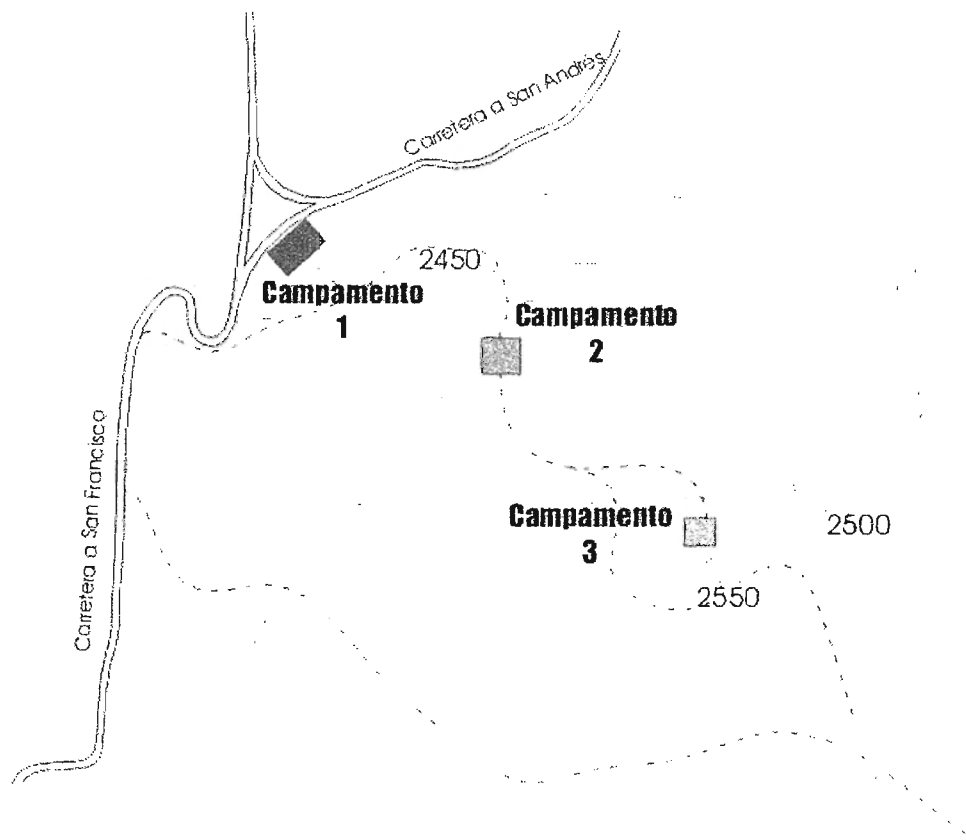 Carretera a San Andrés
2450
Campamento
1
Campamento
2
Carretera a San Francisco
Campamento
3
2500
2550